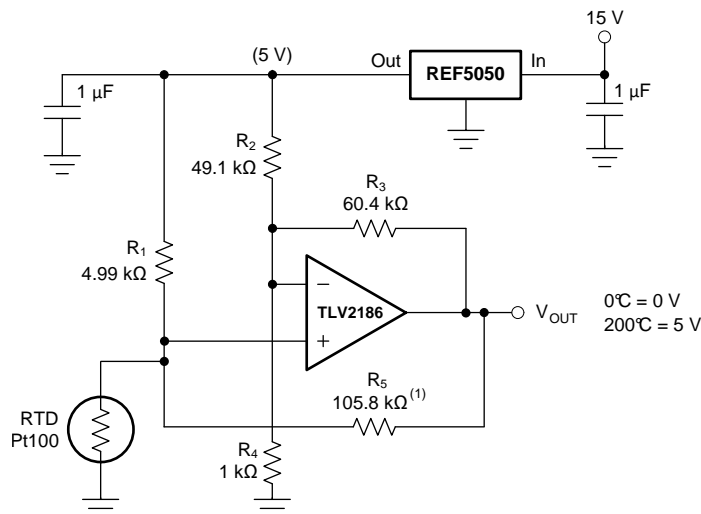 15 V
(5 V)
Out
REF5050
In
1 µF
1 µF
R2
49.1 kΩ
R3
60.4 kΩ
R1
4.99 kΩ
−
TLV2186
+
VOUT
0°C = 0 V
200°C = 5 V
R5
105.8 kΩ(1)
RTD
Pt100
R4
1 kΩ